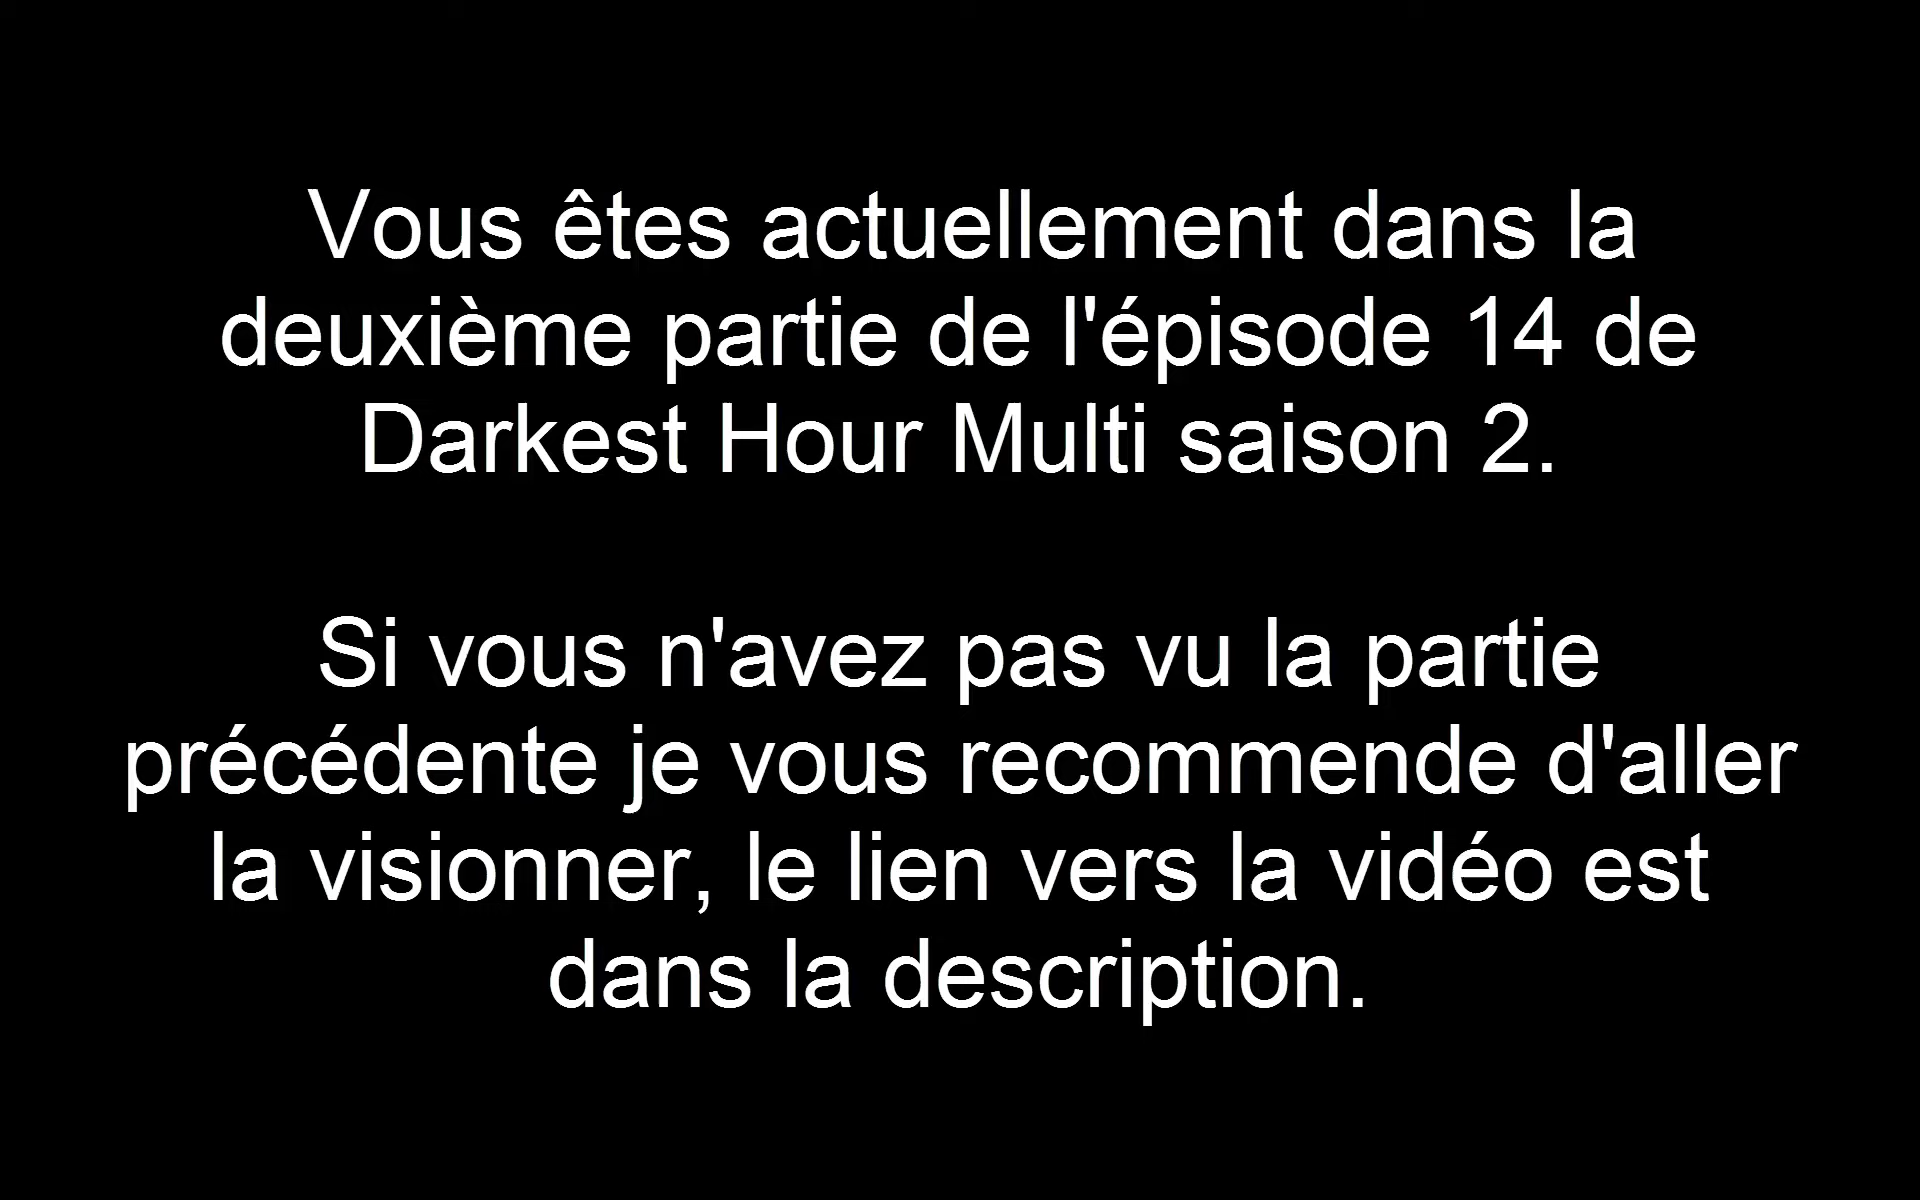 Vous êtes actuellement dans la
deuxième partie de l'épisode 14 de
Darkest Hour Multi saison 2.
Si vous n'avez pas vu la partie
précédente je vous recommende d'aller
la visionner, le lien vers la vidéo est
dans la description.